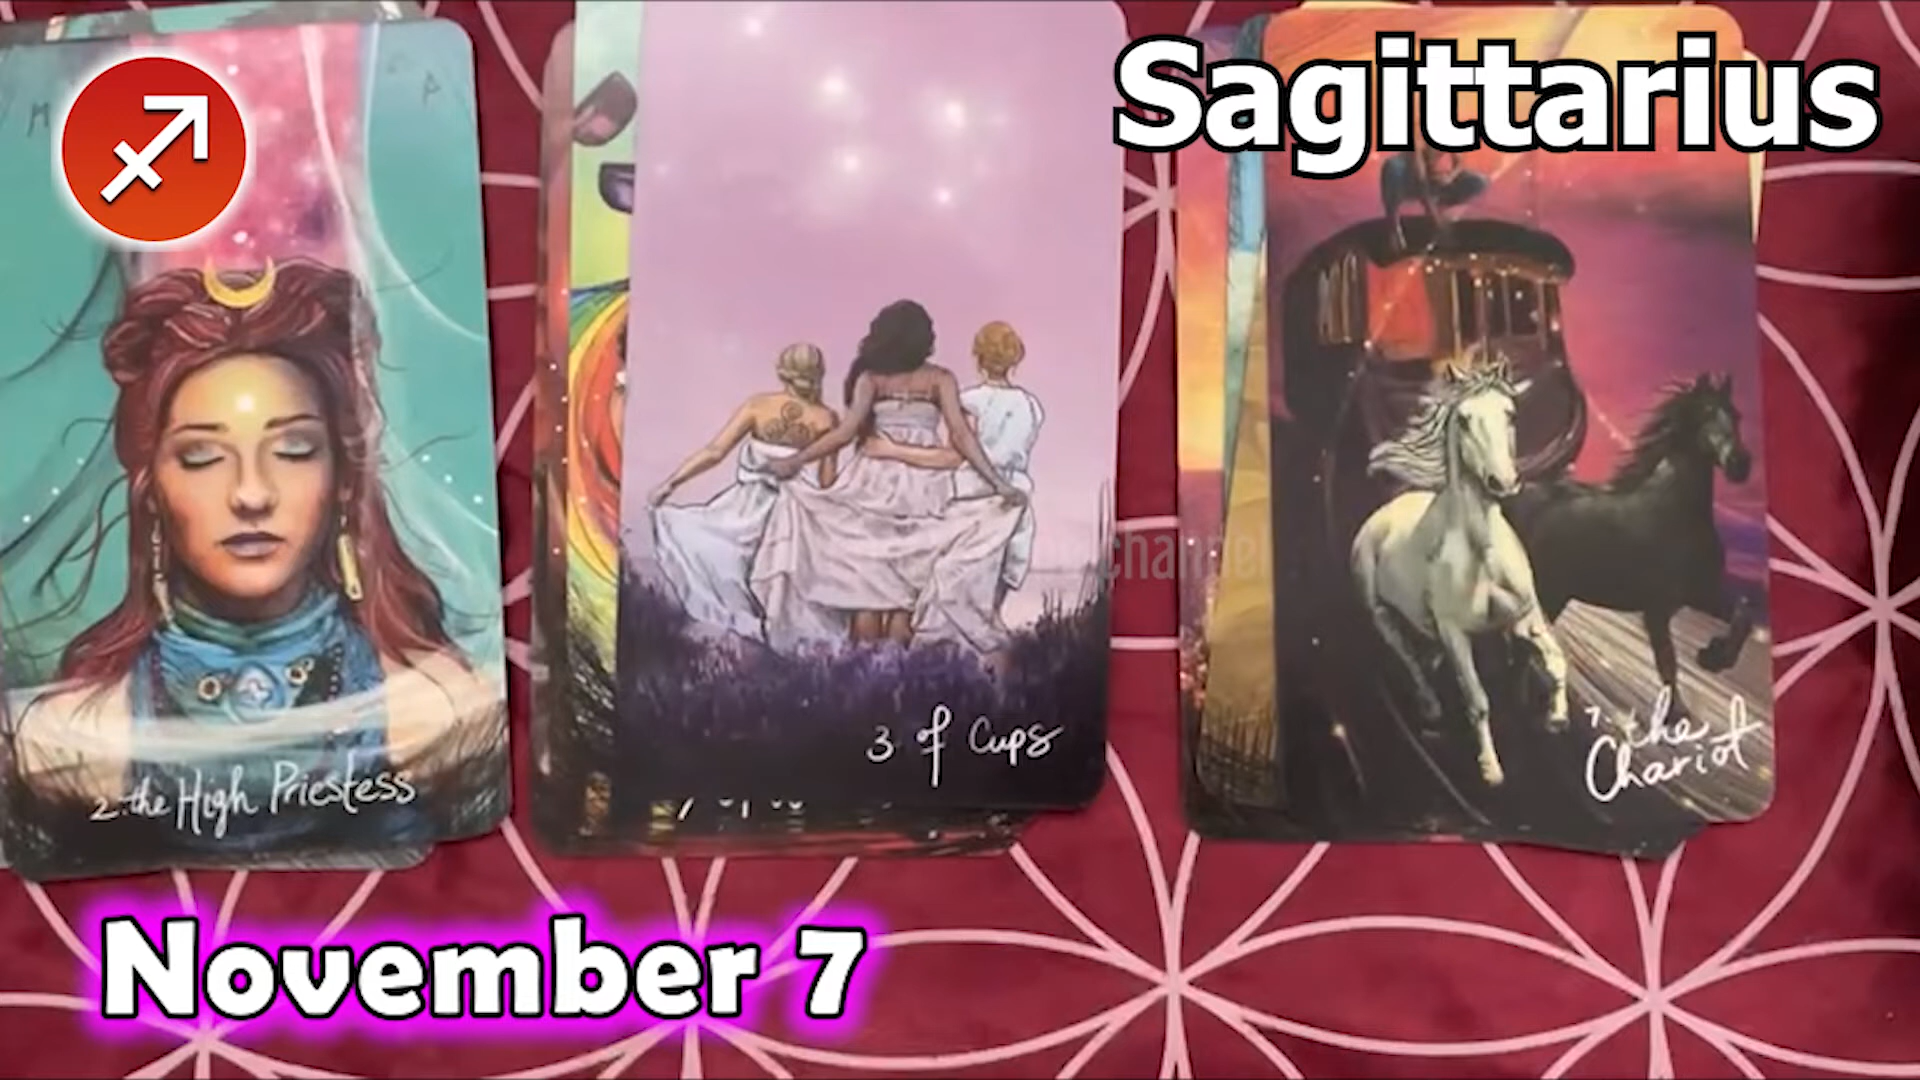 Sagittarius
2. the High Priestess
3 of Cups
7. the
Chariot
November 7